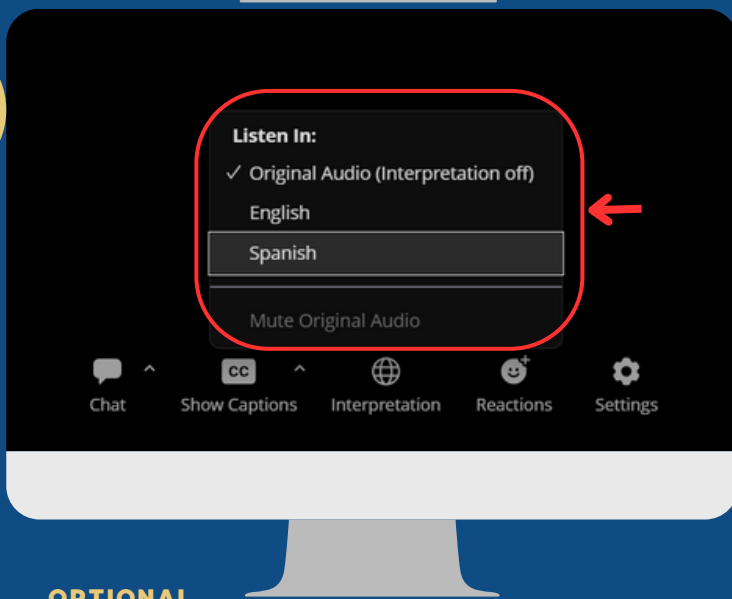 Listen In:
✓ Original Audio (Interpretation off)
English
Spanish
Mute Original Audio
CC
Chat Show Captions Interpretation Reactions Settings
OPTIONAL